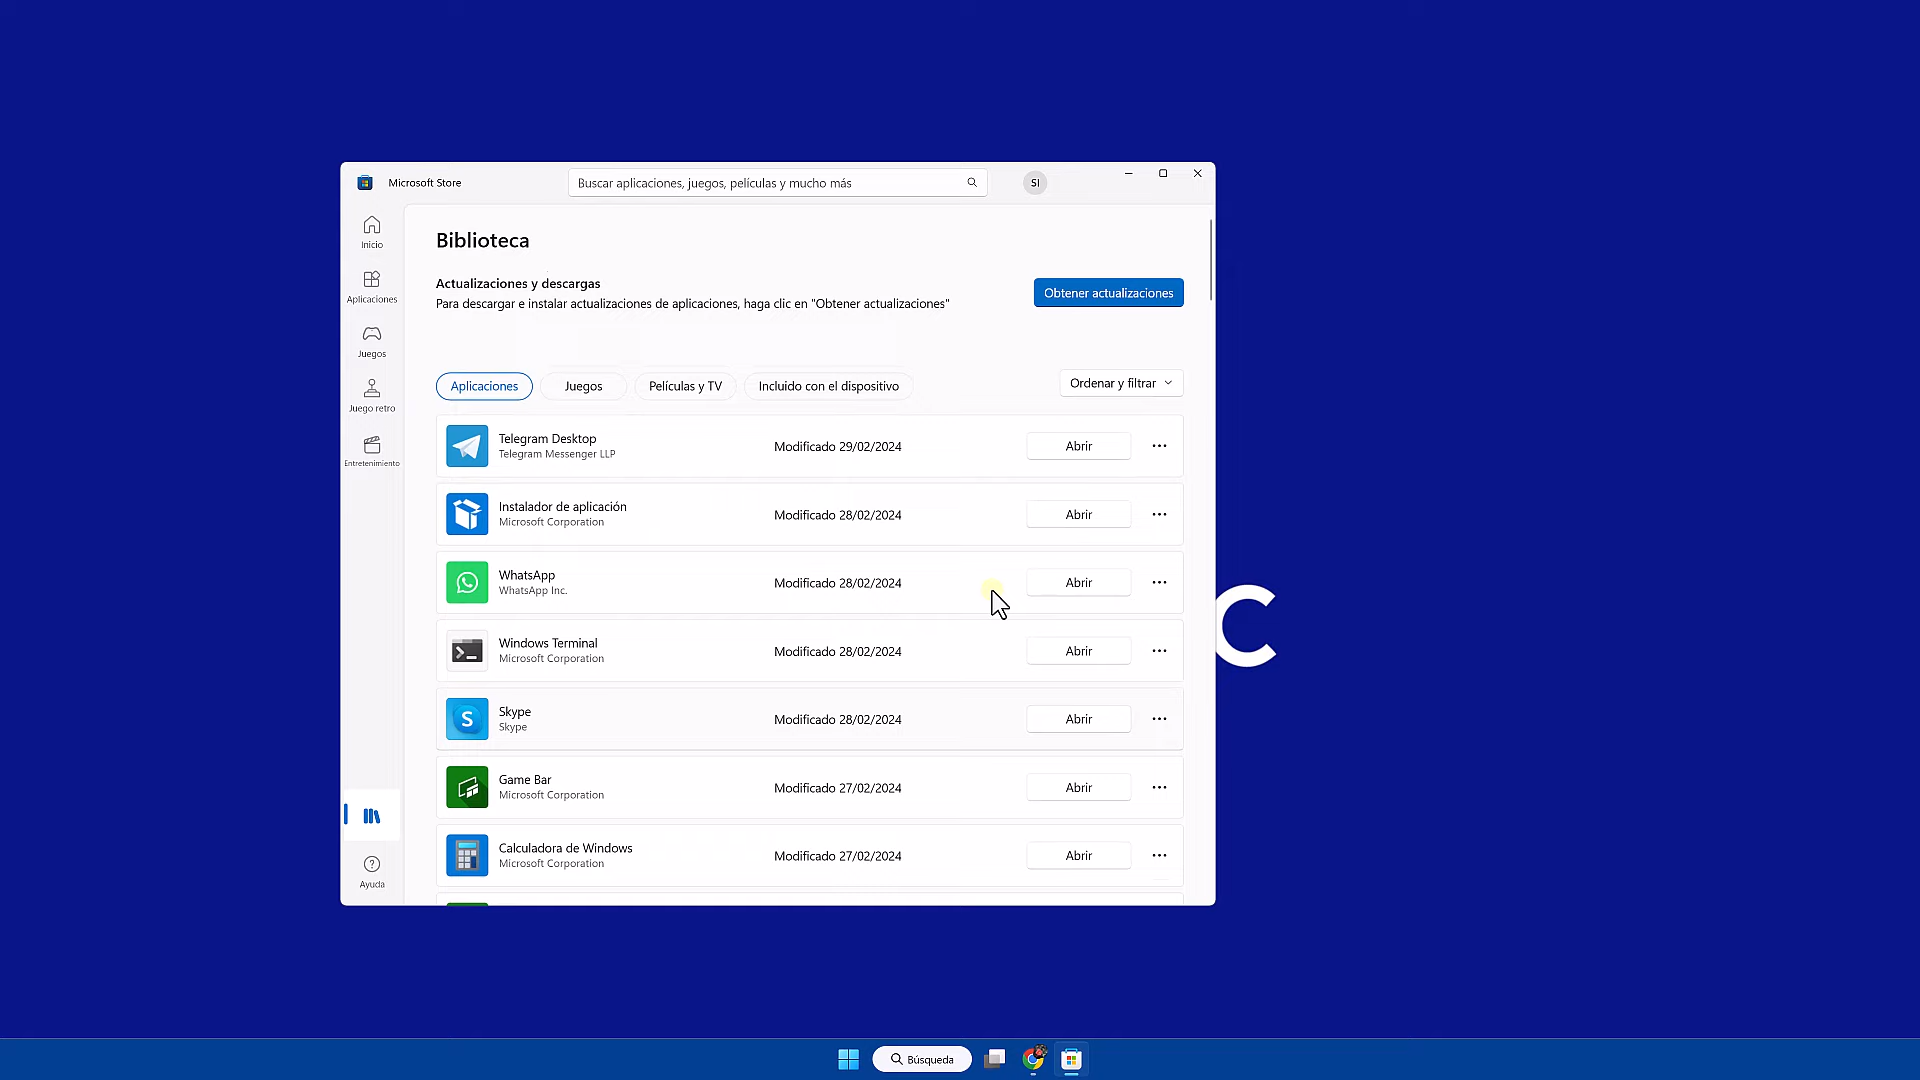 Microsoft Store
Buscar aplicaciones, juegos, películas y mucho más
SI
Inicio
Aplicaciones
Juegos
Juego retro
Entretenimiento
Ayuda
Biblioteca
Actualizaciones y descargas
Para descargar e instalar actualizaciones de aplicaciones, haga clic en "Obtener actualizaciones"
Obtener actualizaciones
Aplicaciones
Juegos
Películas y TV
Incluido con el dispositivo
Ordenar y filtrar
Telegram Desktop
Telegram Messenger LLP
Modificado 29/02/2024
Abrir
Instalador de aplicación
Microsoft Corporation
Modificado 28/02/2024
Abrir
WhatsApp
WhatsApp Inc.
Modificado 28/02/2024
Abrir
Windows Terminal
Microsoft Corporation
Modificado 28/02/2024
Abrir
Skype
Skype
Modificado 28/02/2024
Abrir
Game Bar
Microsoft Corporation
Modificado 27/02/2024
Abrir
Calculadora de Windows
Microsoft Corporation
Modificado 27/02/2024
Abrir
C
Búsqueda